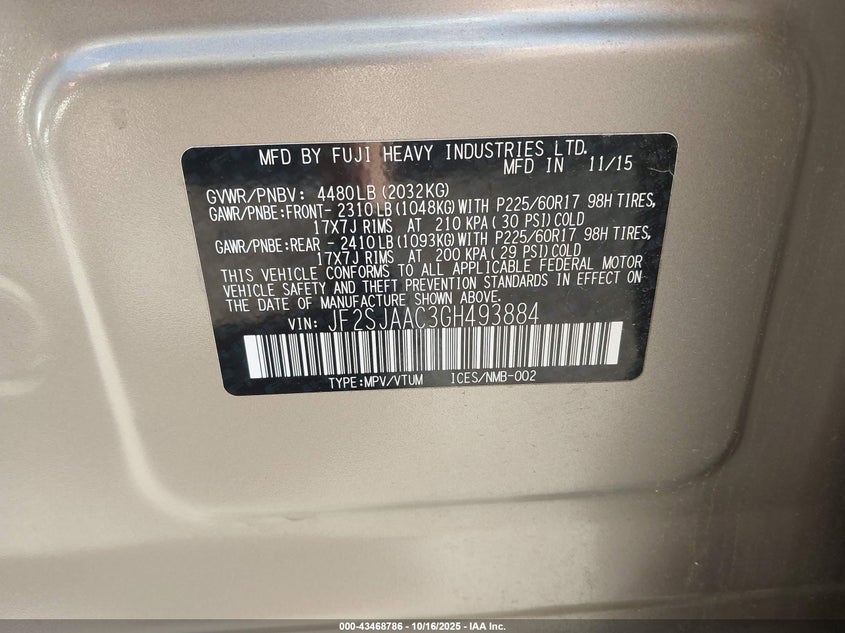 MFD BY FUJI HEAVY INDUSTRIES LTD.
MFD IN 11/15
GVWR/PNBV: 4480LB(2032KG)
GAWR/PNBE:FRONT- 2310LB(1048KG)WITH P225/60R17 98H TIRES,
17X7J RIMS AT 210 KPA(30 PSI)COLD
GAWR/PNBE:REAR - 2410LB(1093KG)WITH P225/60R17 98H TIRES,
17X7J RIMS AT 200 KPA(29 PSI)COLD
THIS VEHICLE CONFORMS TO ALL APPLICABLE FEDERAL MOTOR
VEHICLE SAFETY AND THEFT PREVENTION STANDARDS IN EFFECT ON
THE DATE OF MANUFACTURE SHOWN ABOVE.
VIN: JF2SJAAC3GH493884
TYPE:MPV/VTUM ICES/NMB-002
000-43468786 - 10/16/2025 - IAA Inc.